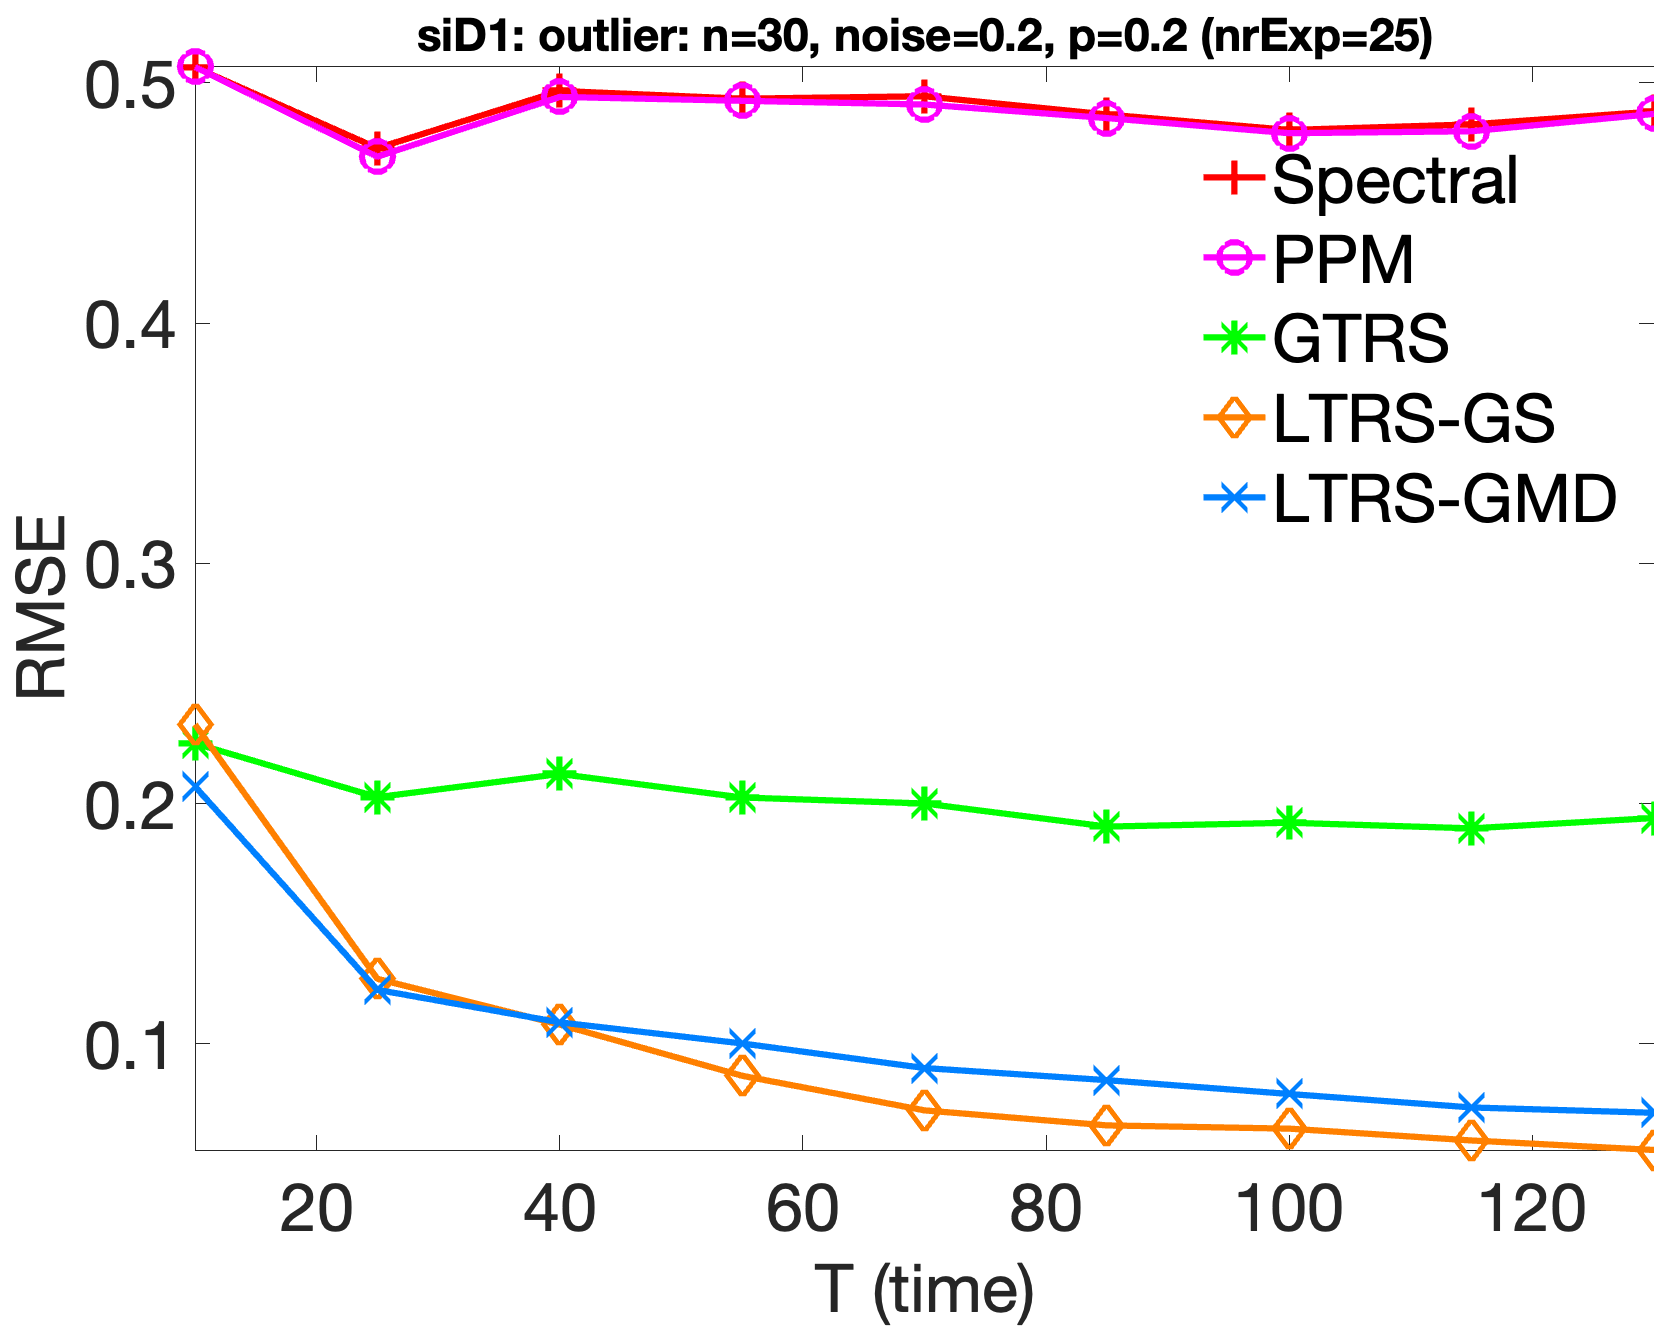 siD1: outlier: n=30, noise=0.2, p=0.2 (nrExp=25)
0.5
0.4
0.3
0.2
0.1
RMSE
Spectral
PPM
GTRS
LTRS-GS
LTRS-GMD
20 40 60 80 100 120
T (time)